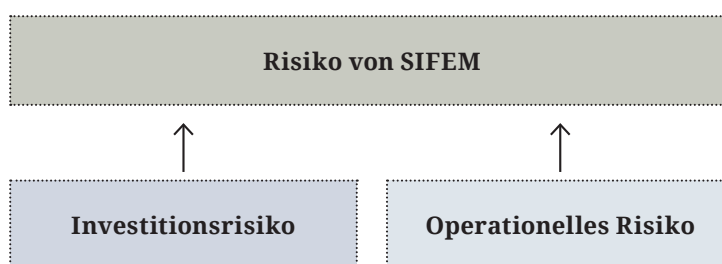 Risiko von SIFEM
Investitionsrisiko
Operationelles Risiko